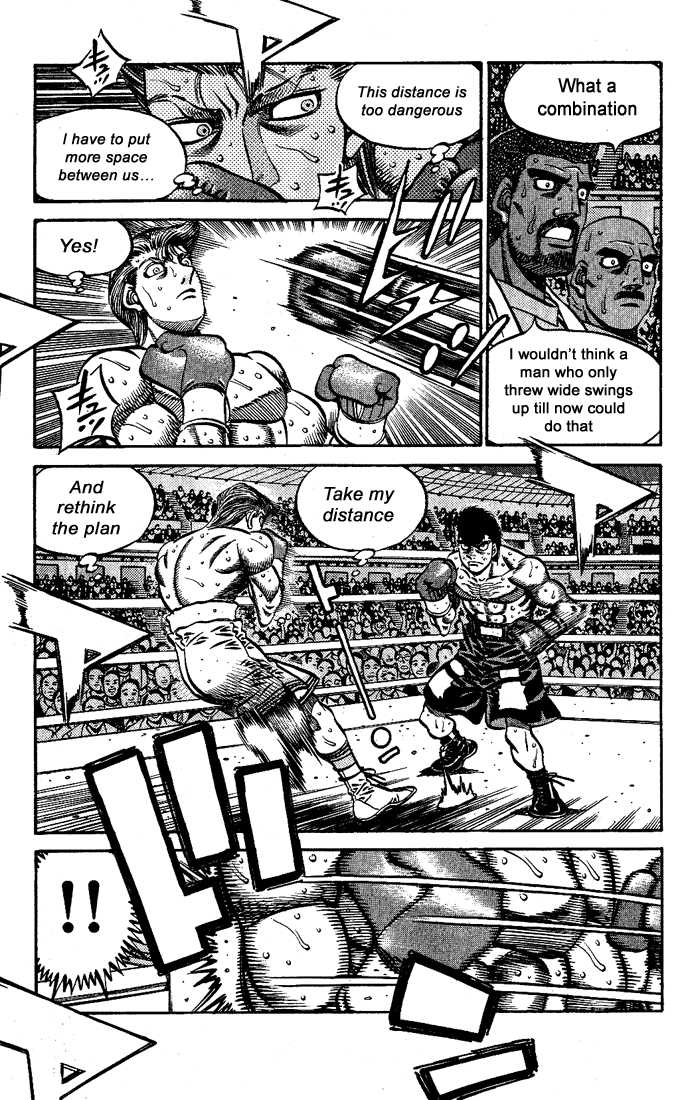 What a
combination
This distance is
too dangerous
I have to put
more space
between us...
I wouldn't think a
man who only
threw wide swings
up till now could
do that
Yes!
Take my
distance
And
rethink
the plan
!!